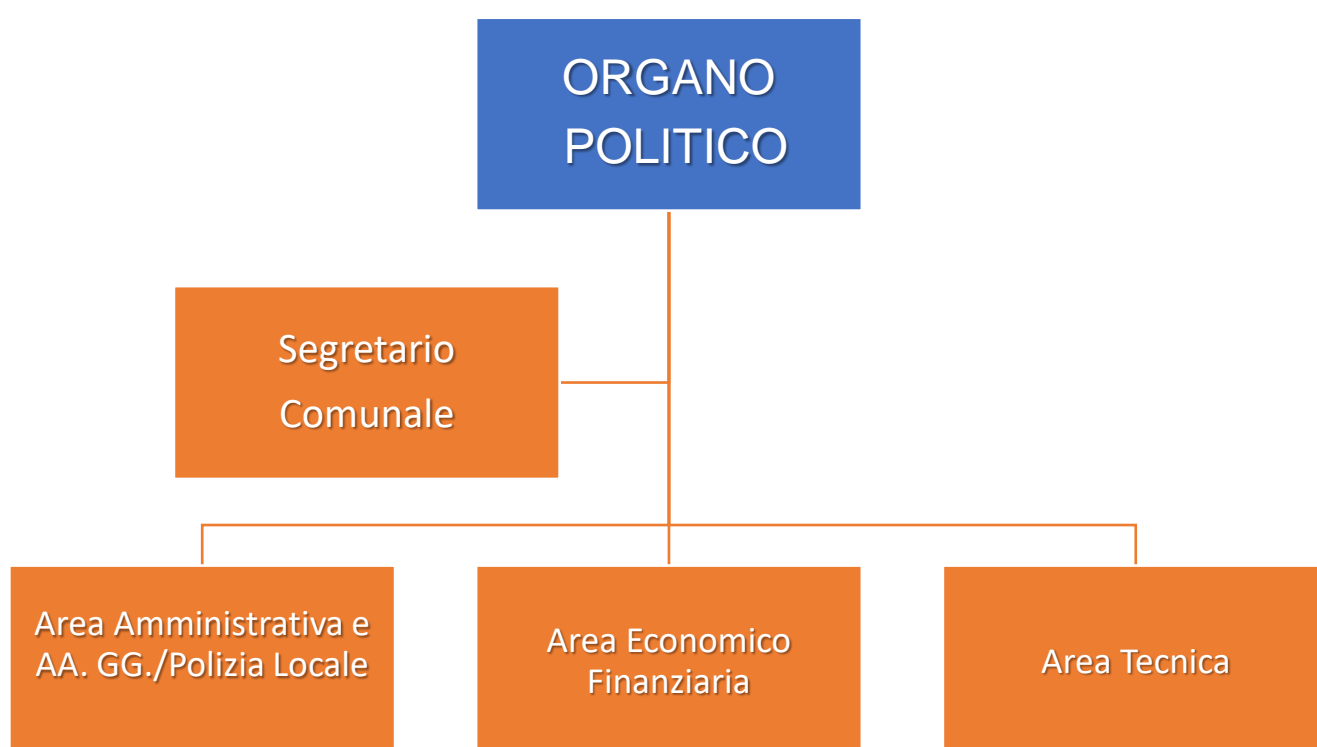 ORGANO
POLITICO
Segretario
Comunale
Area Amministrativa e
AA. GG./Polizia Locale
Area Economico
Finanziaria
Area Tecnica